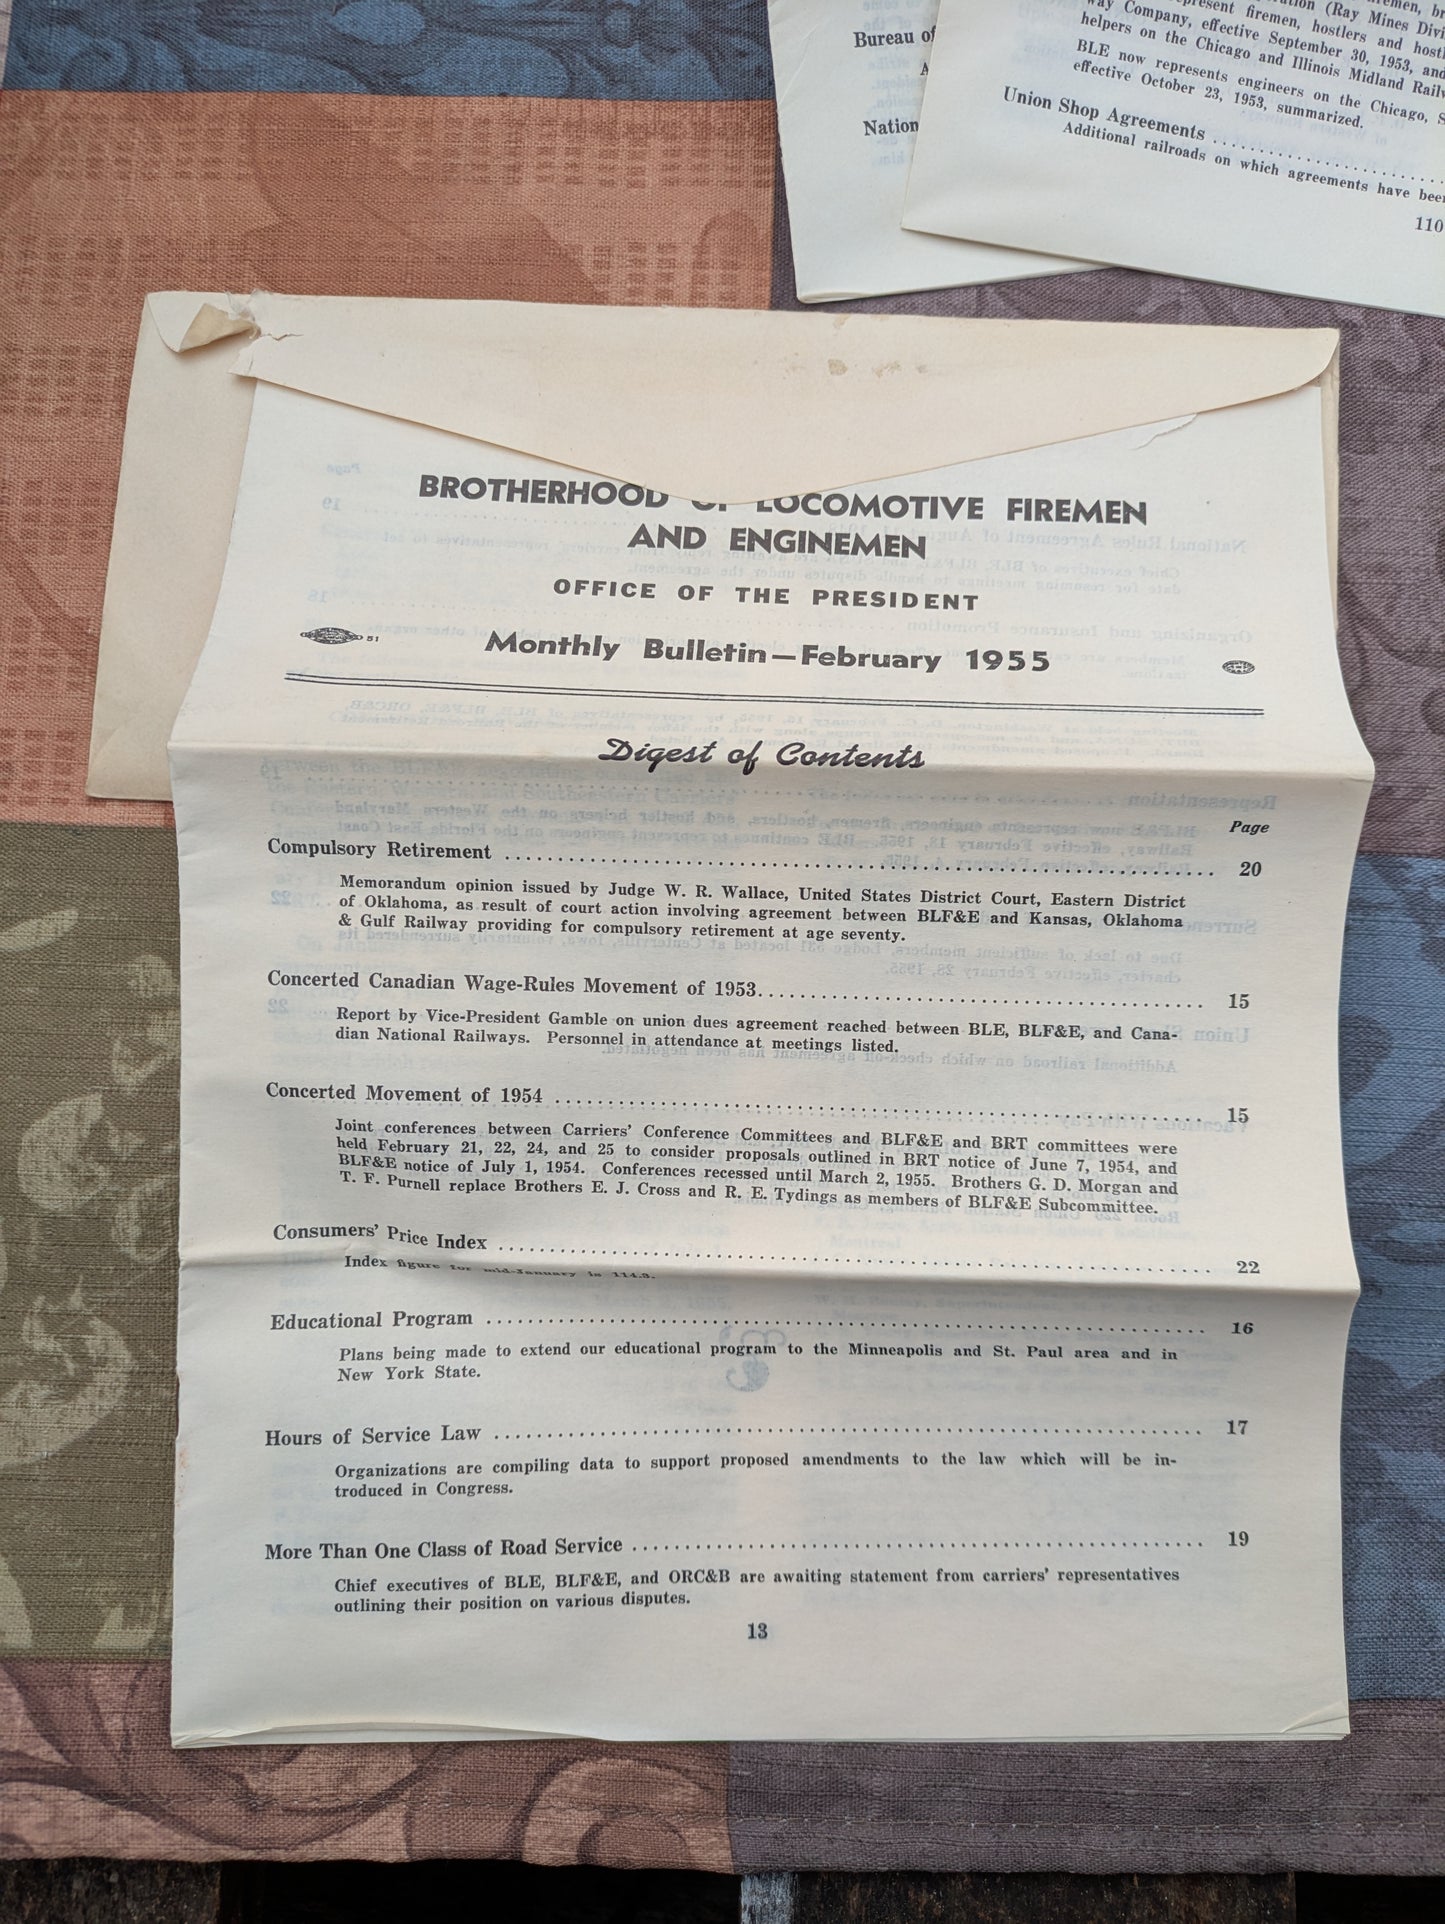 Bureau of
Nation
way Company, effective September 30, 1953, and
helpers on the Chicago and Illinois Midland
BLE now represents engineers on the Chicago,
effective October 23, 1953, summarized.
Union Shop Agreements
Additional railroads on which agreements have been
110
BROTHERHOOD LOCOMOTIVE FIREMEN
AND ENGINEMEN
OFFICE OF THE PRESIDENT
51
Monthly Bulletin—February 1955
Digest of Contents
Page
Compulsory Retirement 20
Memorandum opinion issued by Judge W. R. Wallace, United States District Court, Eastern District
of Oklahoma, as result of court action involving agreement between BLF&E and Kansas, Oklahoma
& Gulf Railway providing for compulsory retirement at age seventy.
Concerted Canadian Wage-Rules Movement of 1953 15
Report by Vice-President Gamble on union dues agreement reached between BLE, BLF&E, and Cana-
dian National Railways. Personnel in attendance at meetings listed.
Concerted Movement of 1954 15
Joint conferences between Carriers' Conference Committees and BLF&E and BRT committees were
held February 21, 22, 24, and 25 to consider proposals outlined in BRT notice of June 7, 1954, and
BLF&E notice of July 1, 1954. Conferences recessed until March 2, 1955. Brothers G. D. Morgan and
T. F. Purnell replace Brothers E. J. Cross and R. E. Tydings as members of BLF&E Subcommittee.
Consumers' Price Index 22
Index figure for mid-January is 114.3.
Educational Program 16
Plans being made to extend our educational program to the Minneapolis and St. Paul area and in
New York State.
Hours of Service Law 17
Organizations are compiling data to support proposed amendments to the law which will be in-
troduced in Congress.
More Than One Class of Road Service 19
Chief executives of BLE, BLF&E, and ORC&B are awaiting statement from carriers' representatives
outlining their position on various disputes.
13